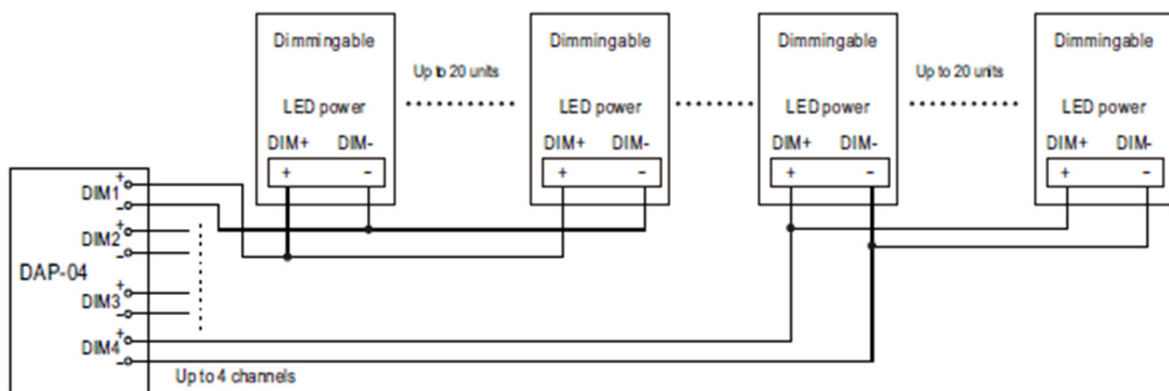 Dimmingable
LED power
DIM+ DIM-
+ -
Up to 20 units
Dimmingable
LED power
DIM+ DIM-
+ -
Dimmingable
LED power
DIM+ DIM-
+ -
Up to 20 units
Dimmingable
LED power
DIM+ DIM-
+ -
DAP-04
+
DIM1
-
+
DIM2
-
+
DIM3
-
+
DIM4
-
Up to 4 channels